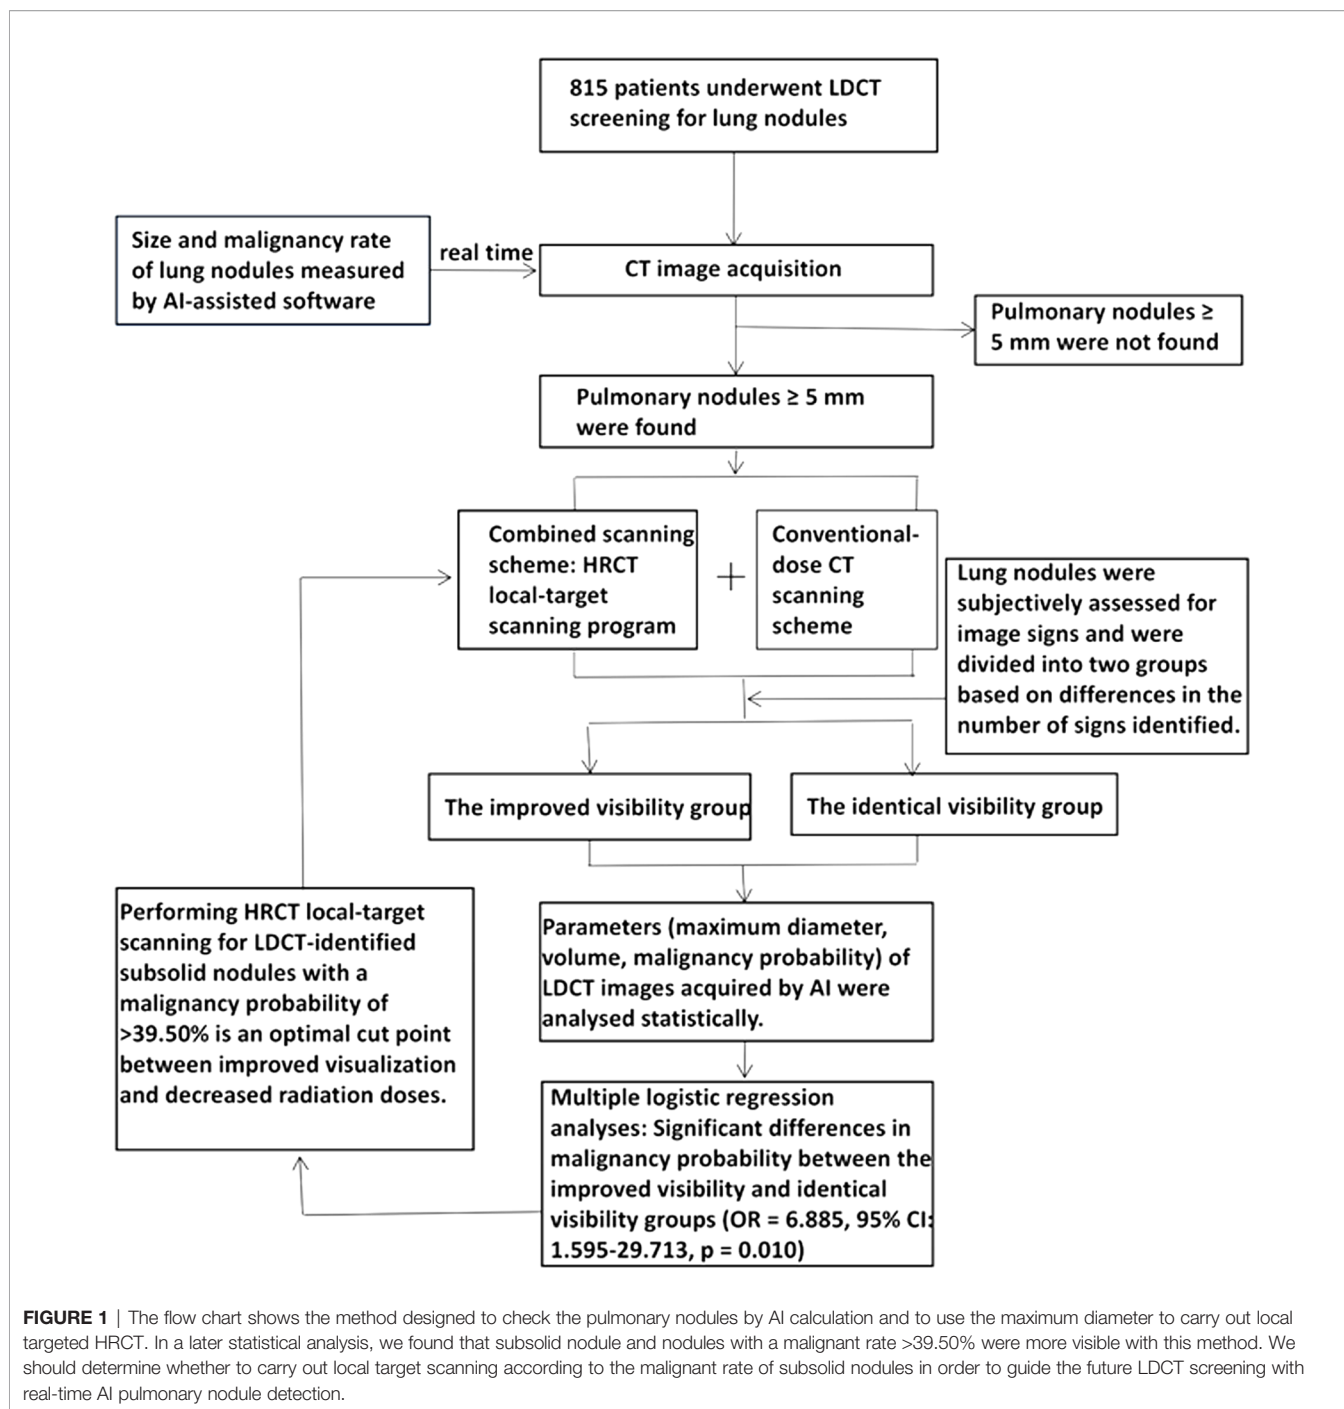 815 patients underwent LDCT
screening for lung nodules
Size and malignancy rate
of lung nodules measured
by AI-assisted software
real time
CT image acquisition
Pulmonary nodules ≥
5 mm were not found
Pulmonary nodules ≥ 5 mm
were found
Combined scanning
scheme: HRCT
local-target
scanning program
+
Conventional-
dose CT
scanning
scheme
Lung nodules were
subjectively assessed for
image signs and were
divided into two groups
based on differences in the
number of signs identified.
The improved visibility group
The identical visibility group
Performing HRCT local-target
scanning for LDCT-identified
subsolid nodules with a
malignancy probability of
>39.50% is an optimal cut point
between improved visualization
and decreased radiation doses.
Parameters (maximum diameter,
volume, malignancy probability) of
LDCT images acquired by AI were
analysed statistically.
Multiple logistic regression
analyses: Significant differences in
malignancy probability between the
improved visibility and identical
visibility groups (OR = 6.885, 95% CI:
1.595-29.713, p = 0.010)
FIGURE 1 | The flow chart shows the method designed to check the pulmonary nodules by AI calculation and to use the maximum diameter to carry out local
targeted HRCT. In a later statistical analysis, we found that subsolid nodule and nodules with a malignant rate >39.50% were more visible with this method. We
should determine whether to carry out local target scanning according to the malignant rate of subsolid nodules in order to guide the future LDCT screening with
real-time AI pulmonary nodule detection.